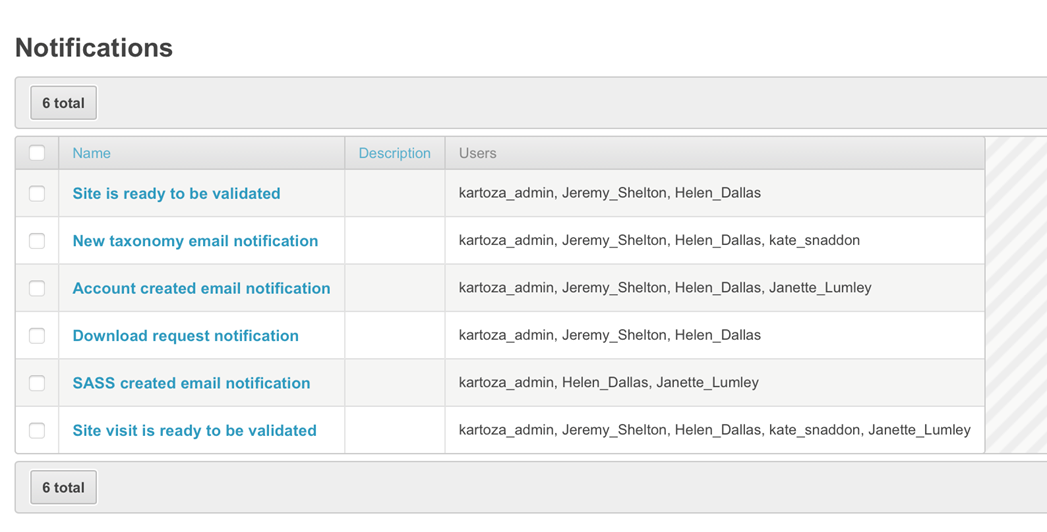 Notifications
6 total
Name Description Users
Site is ready to be validated kartoza_admin, Jeremy_Shelton, Helen_Dallas
New taxonomy email notification kartoza_admin, Jeremy_Shelton, Helen_Dallas, kate_snaddon
Account created email notification kartoza_admin, Jeremy_Shelton, Helen_Dallas, Janette_Lumley
Download request notification kartoza_admin, Jeremy_Shelton, Helen_Dallas
SASS created email notification kartoza_admin, Helen_Dallas, Janette_Lumley
Site visit is ready to be validated kartoza_admin, Jeremy_Shelton, Helen_Dallas, kate_snaddon, Janette_Lumley
6 total